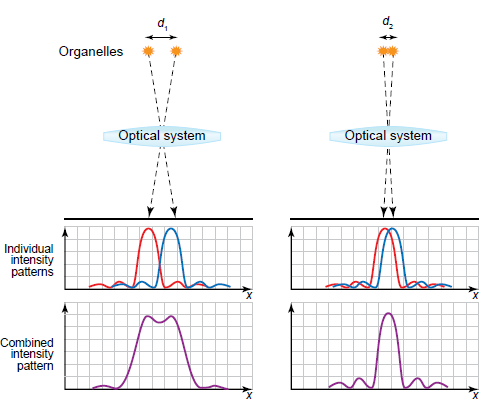 d1
d2
Organelles
Optical system
Optical system
Individual
intensity
patterns
x
x
Combined
intensity
pattern
x
x